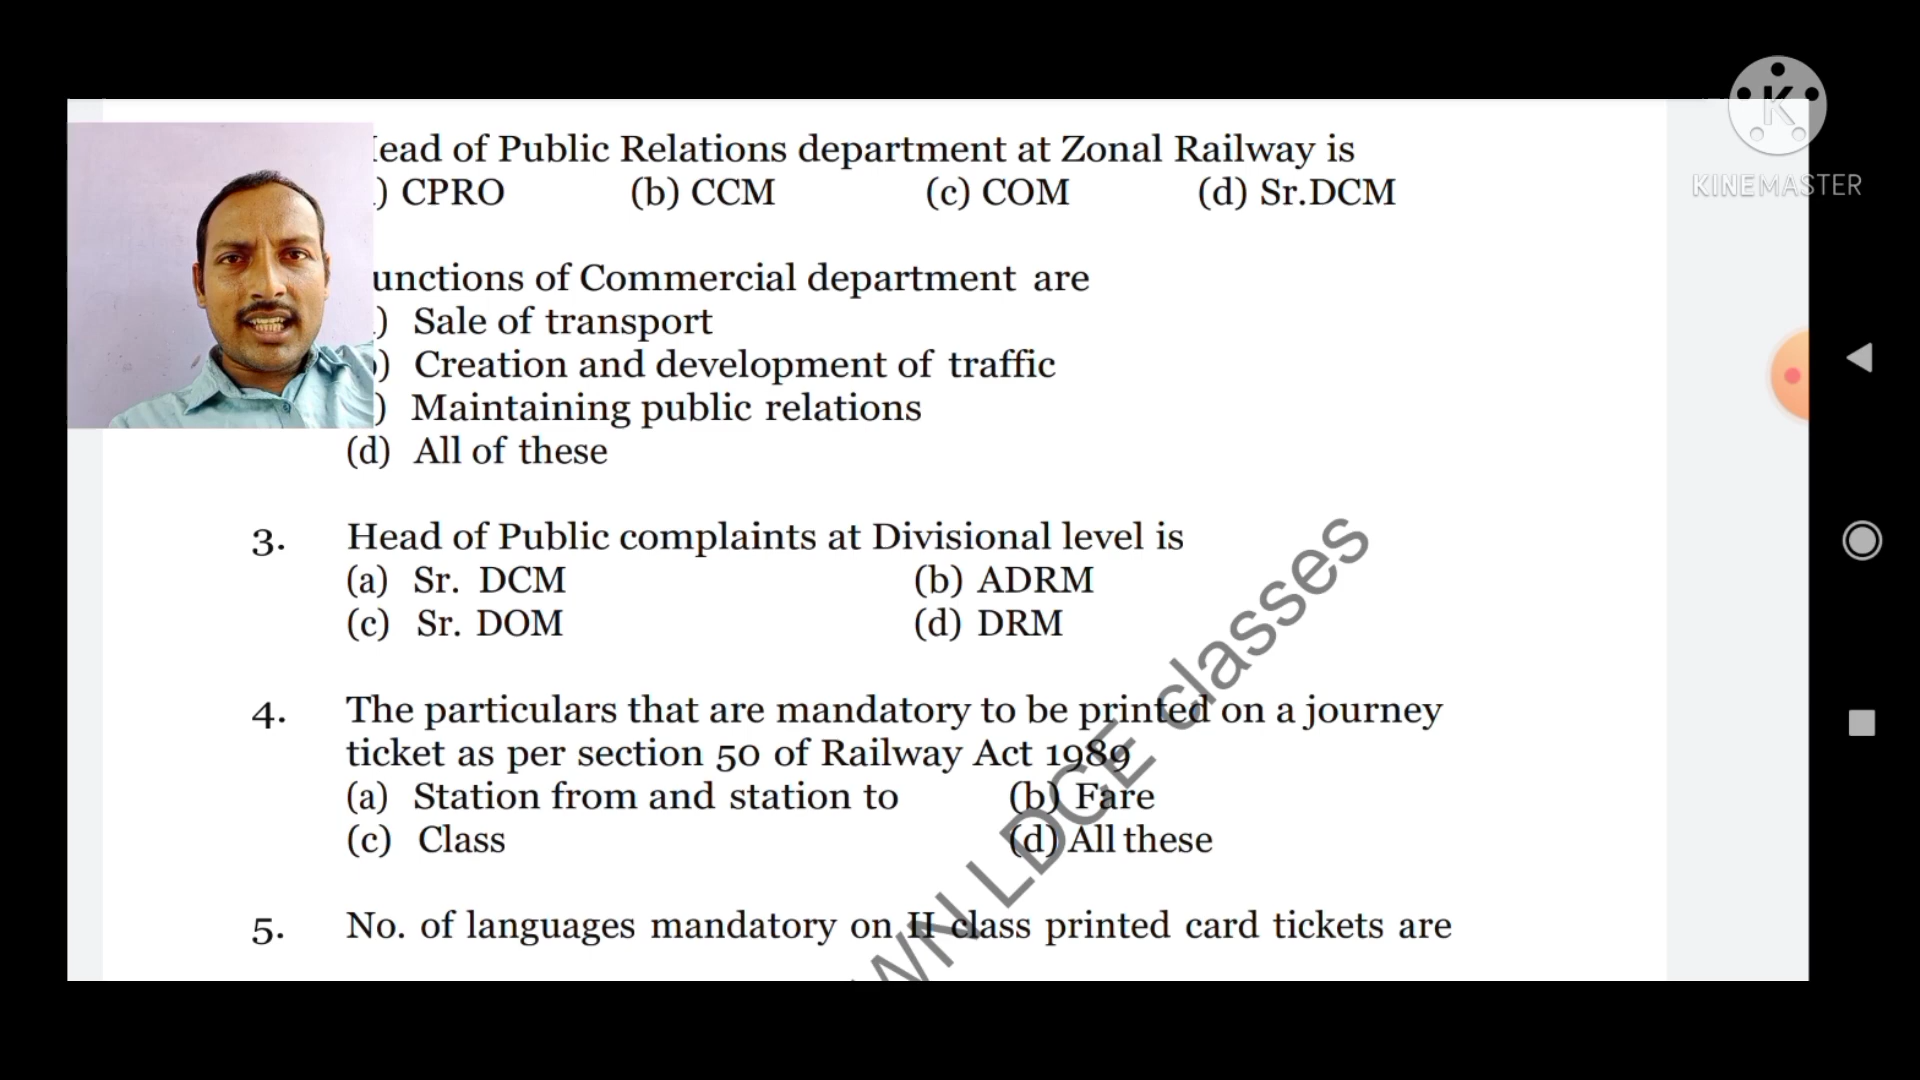 ead of Public Relations department at Zonal Railway is
) CPRO (b) CCM (c) COM (d) Sr.DCM
unctions of Commercial department are
) Sale of transport
) Creation and development of traffic
) Maintaining public relations
(d) All of these
3. Head of Public complaints at Divisional level is
(a) Sr. DCM (b) ADRM
(c) Sr. DOM (d) DRM
4. The particulars that are mandatory to be printed on a journey
ticket as per section 50 of Railway Act 1989
(a) Station from and station to (b) Fare
(c) Class (d) All these
5. No. of languages mandatory on II class printed card tickets are
WN LDCE classes
K
KINEMASTER